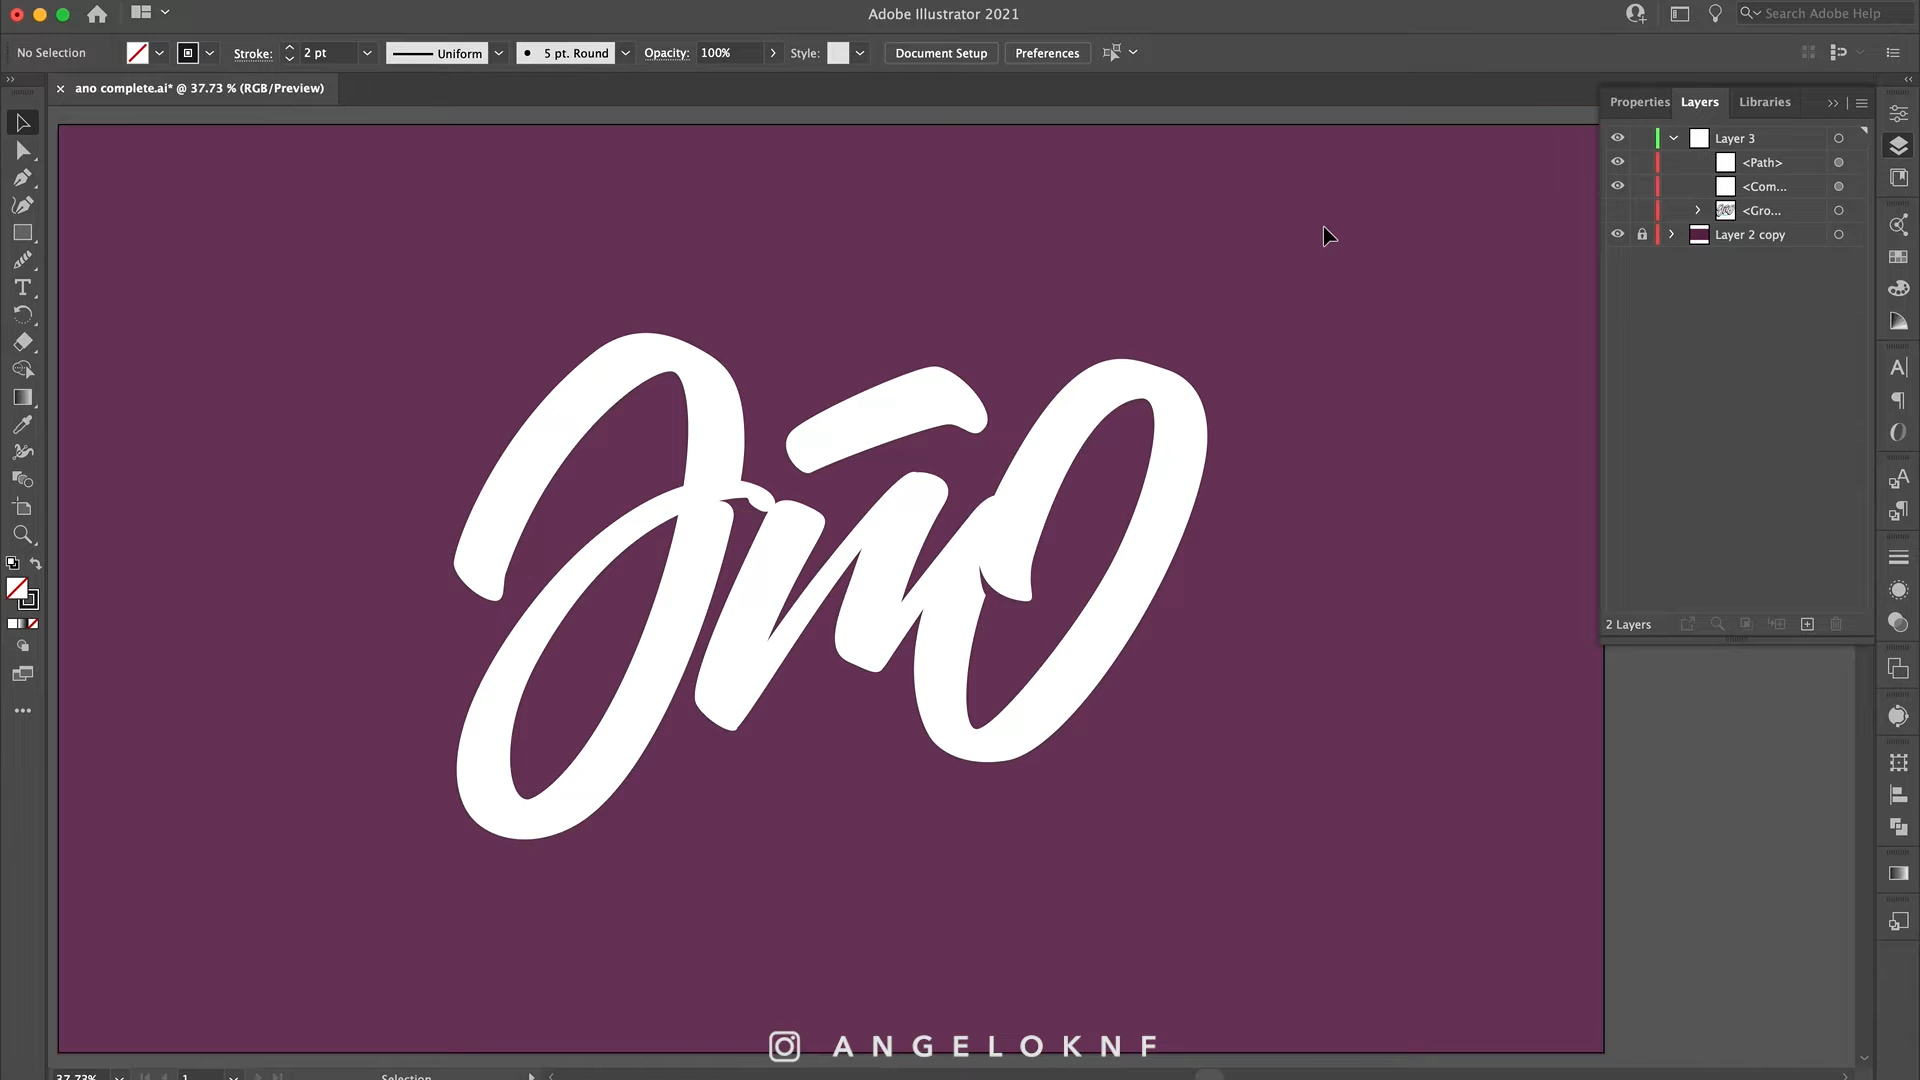 Adobe Illustrator 2021
Search Adobe Help
No Selection
Stroke:
2 pt
Uniform
5 pt. Round
Opacity:
100%
Style:
Document Setup
Preferences
ano complete.ai* @ 37.73 % (RGB/Preview)
Properties
Layers
Libraries
Layer 3
<Path>
<Com...
<Gro...
Layer 2 copy
año
2 Layers
ANGELOKNF
37.73%
1
Selection